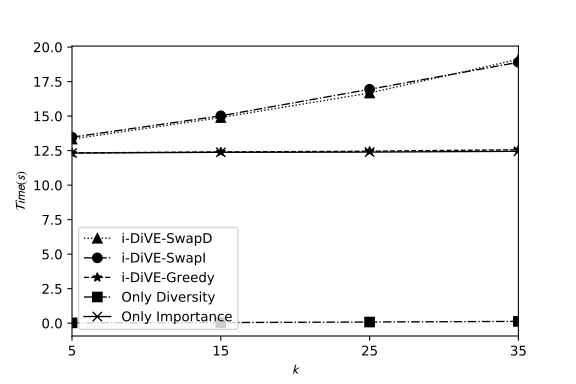 20.0
17.5
15.0
12.5
10.0
7.5
5.0
2.5
0.0
Time(s)
i-DiVE-SwapD
i-DiVE-SwapI
i-DiVE-Greedy
Only Diversity
Only Importance
5 15 25 35
k